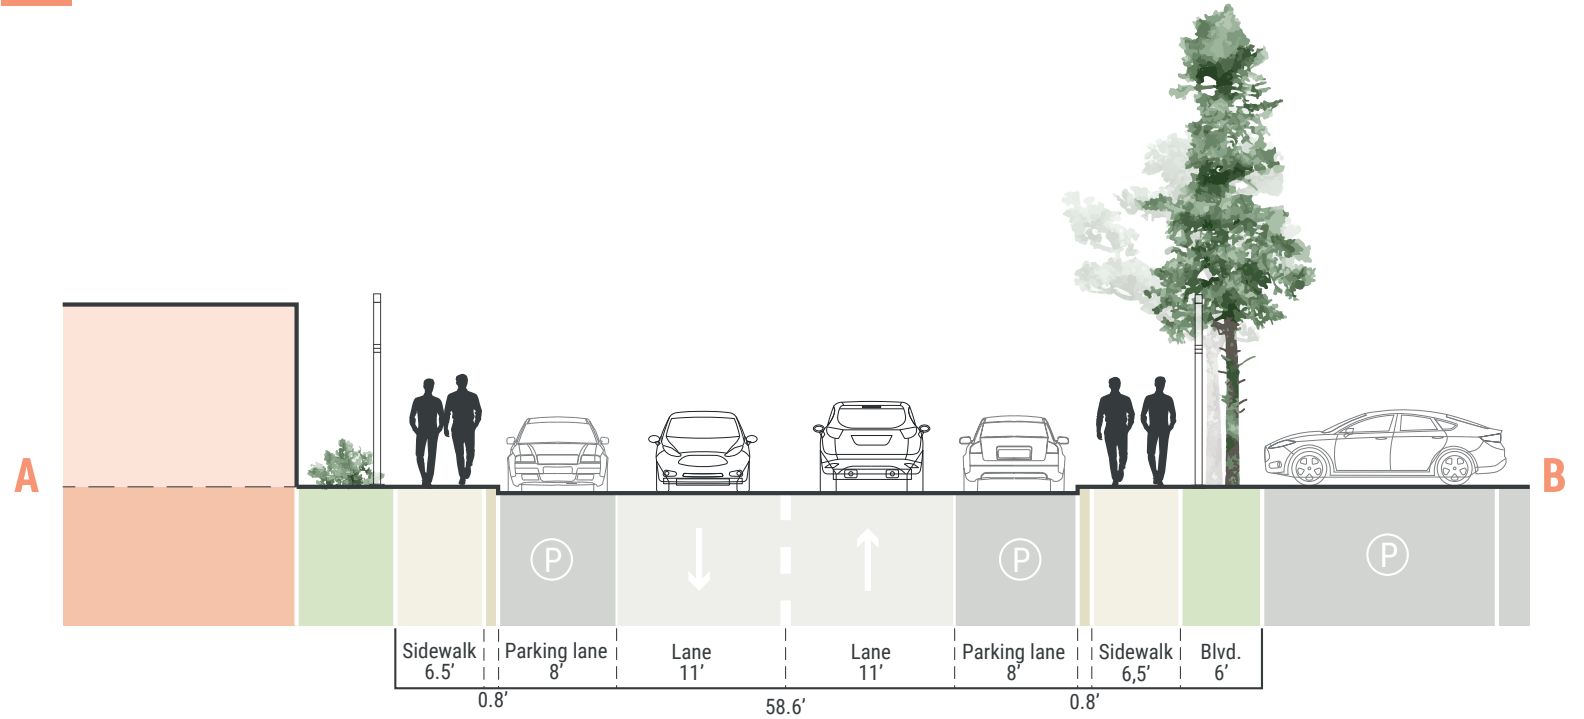 A
B
P
P
P
Sidewalk
6.5’
Parking lane
8’
Lane
11’
Lane
11’
Parking lane
8’
Sidewalk
6,5’
Blvd.
6’
0.8’
58.6’
0.8’